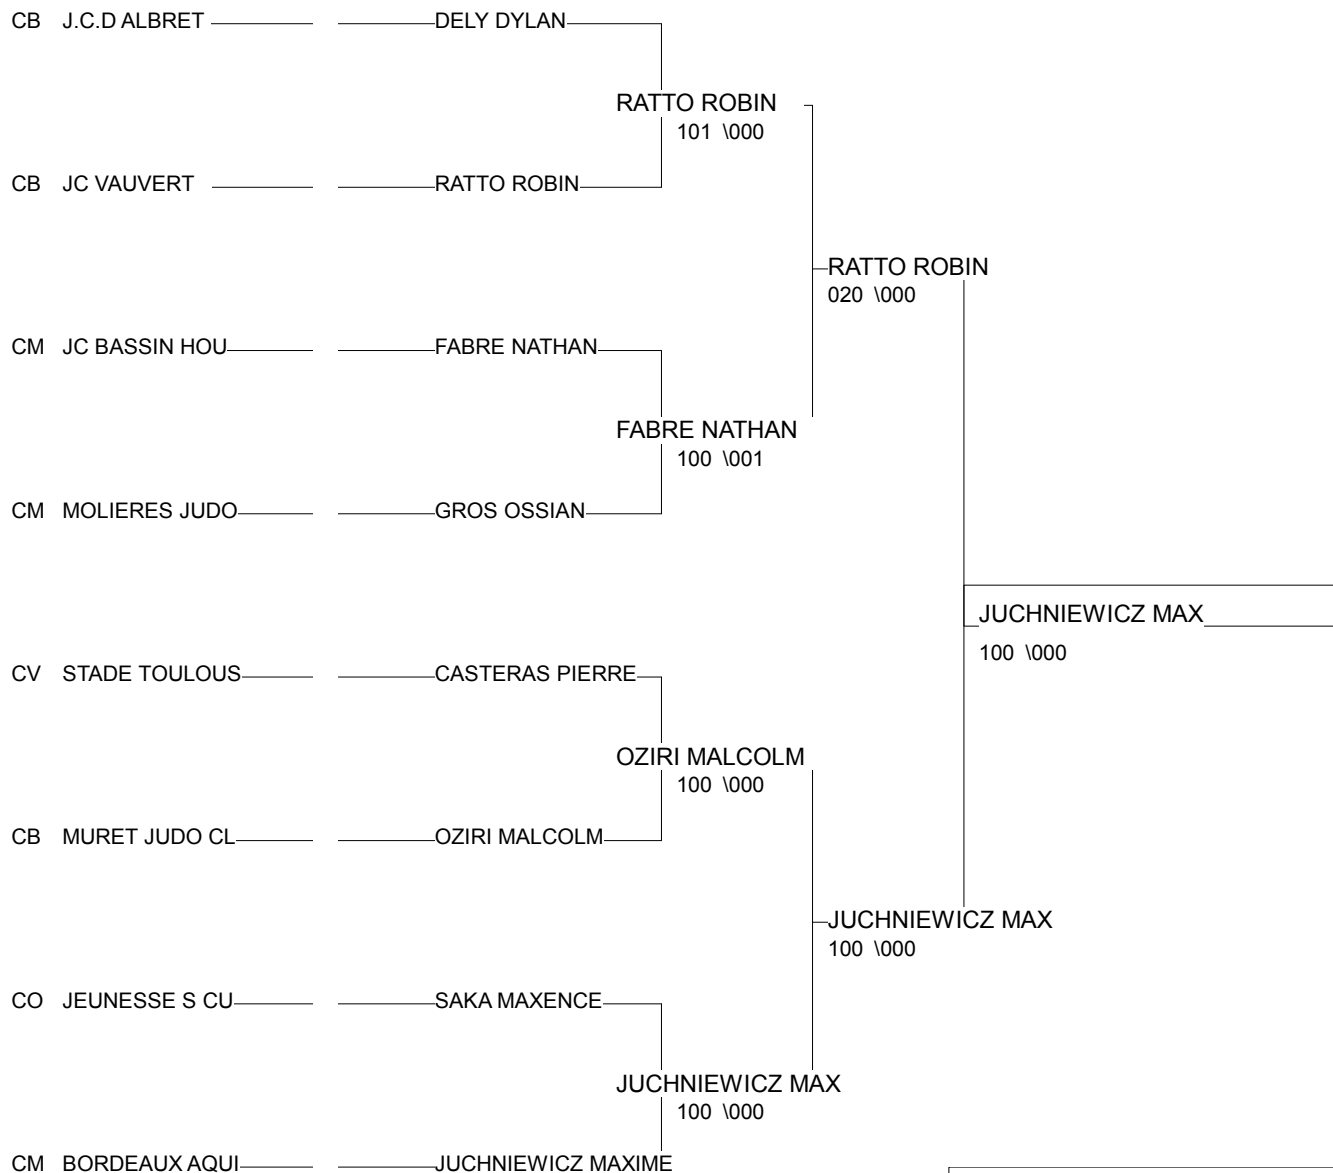 CB J.C.D ALBRET DELY DYLAN
RATTO ROBIN
101 \000
CB JC VAUVERT RATTO ROBIN
RATTO ROBIN
020 \000
CM JC BASSIN HOU FABRE NATHAN
FABRE NATHAN
100 \001
CM MOLIERES JUDO GROS OSSIAN
JUCHNIEWICZ MAX
100 \000
CV STADE TOULOUS CASTERAS PIERRE
OZIRI MALCOLM
100 \000
CB MURET JUDO CL OZIRI MALCOLM
JUCHNIEWICZ MAX
100 \000
CO JEUNESSE S CU SAKA MAXENCE
JUCHNIEWICZ MAX
100 \000
CM BORDEAUX AQUI JUCHNIEWICZ MAXIME